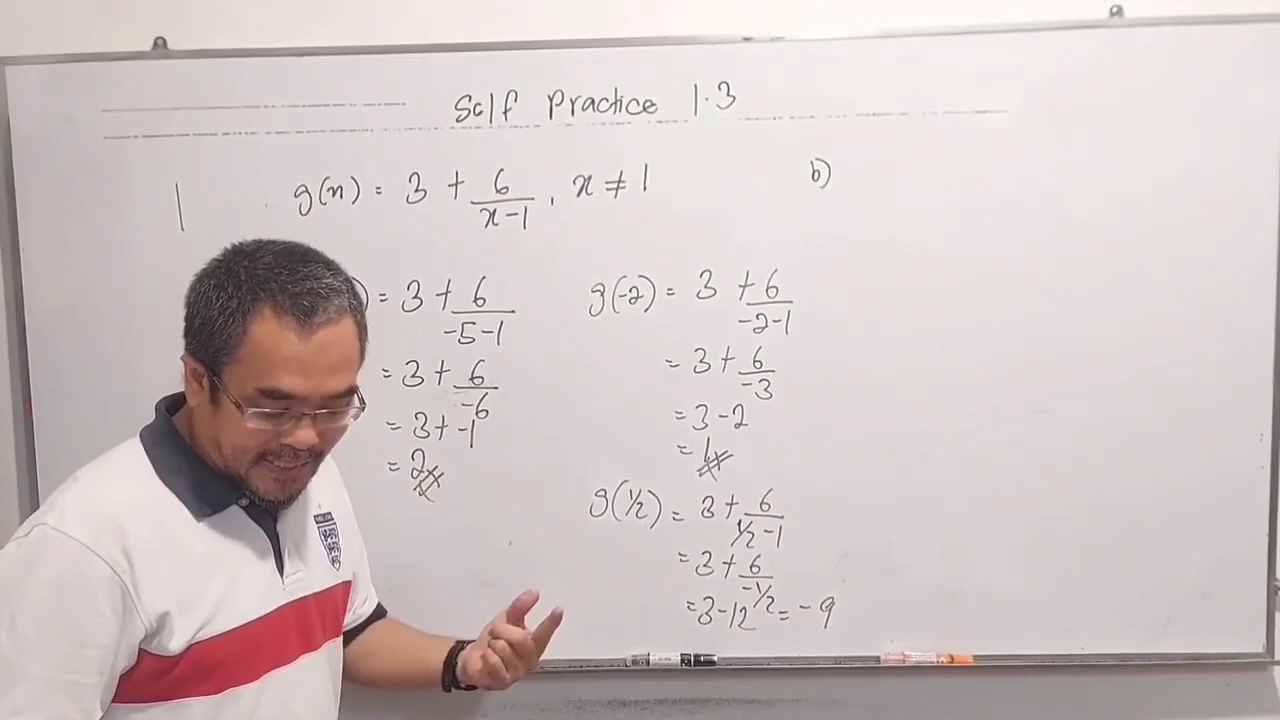 Self Practice 1.3
1 g(x) = 3 + 6/(x-1), x ≠ 1
) = 3 + 6/(-5-1)
= 3 + 6/-6
= 3 + -1
= 2
g(-2) = 3 + 6/(-2-1)
= 3 + 6/-3
= 3 - 2
= 1
g(1/2) = 3 + 6/(1/2 - 1)
= 3 + 6/(-1/2)
= 3 - 12 = -9
b)